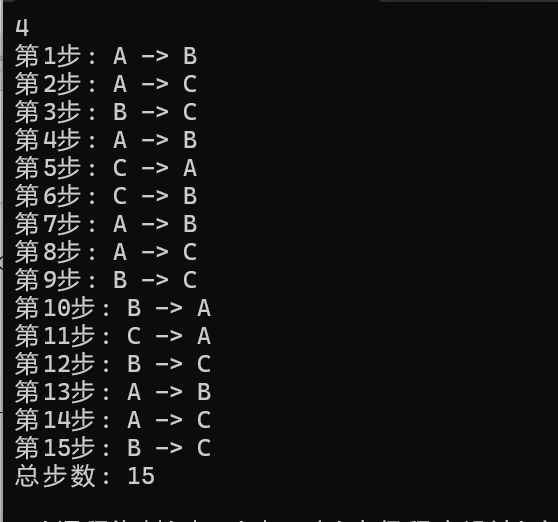 4
第1步: A -> B
第2步: A -> C
第3步: B -> C
第4步: A -> B
第5步: C -> A
第6步: C -> B
第7步: A -> B
第8步: A -> C
第9步: B -> C
第10步: B -> A
第11步: C -> A
第12步: B -> C
第13步: A -> B
第14步: A -> C
第15步: B -> C
总步数: 15